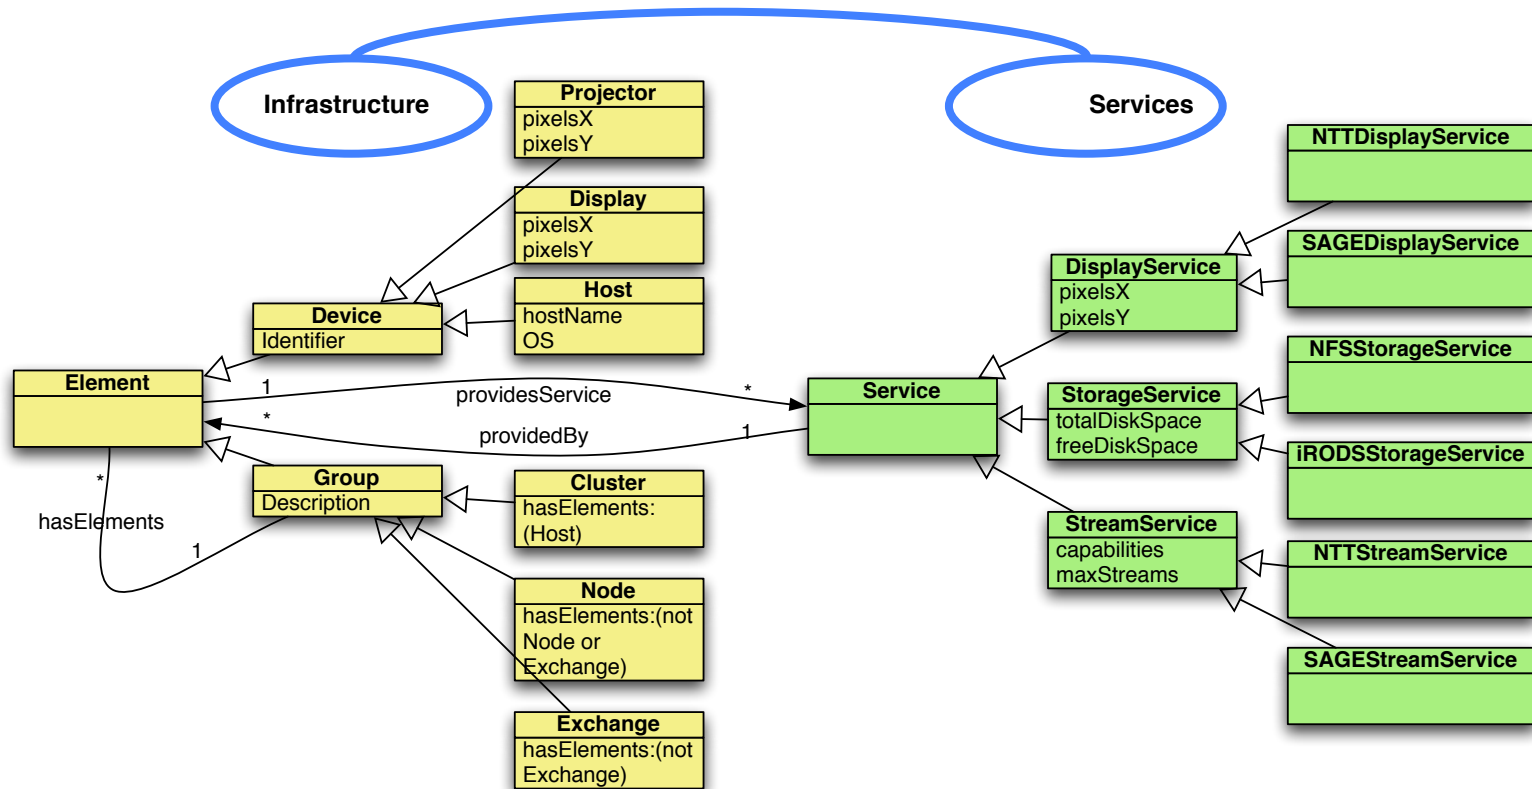 Infrastructure
Services
Projector
pixelsX
pixelsY
Display
pixelsX
pixelsY
Host
hostName
OS
Device
Identifier
Element
1
providesService
*
*
providedBy
1
Group
Description
*
hasElements
1
Cluster
hasElements:
(Host)
Node
hasElements:(not
Node or
Exchange)
Exchange
hasElements:(not
Exchange)
Service
DisplayService
pixelsX
pixelsY
StorageService
totalDiskSpace
freeDiskSpace
StreamService
capabilities
maxStreams
NTTDisplayService
SAGEDisplayService
NFSStorageService
iRODSStorageService
NTTStreamService
SAGEStreamService